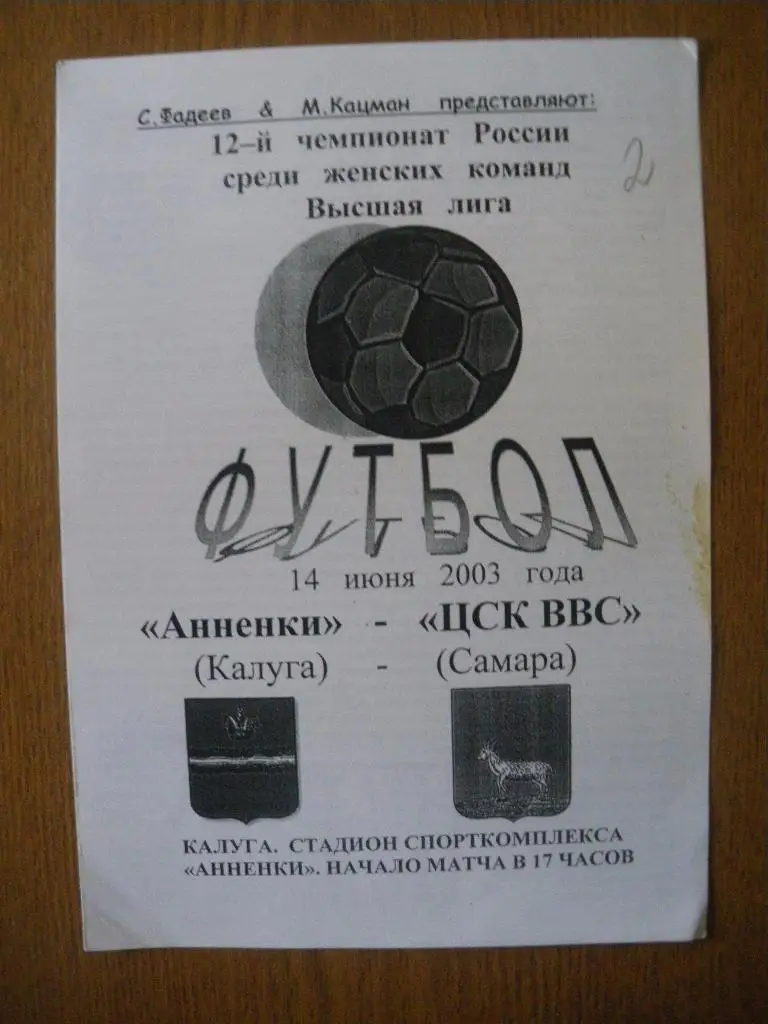 С.Фадеев & М.Кацман представляют:
12-й чемпионат России
2
среди женских команд
Высшая лига
ФУТБОЛ
14 июня 2003 года
«Анненки» - «ЦСК ВВС»
(Калуга) - (Самара)
КАЛУГА. СТАДИОН СПОРТКОМПЛЕКСА
«АННЕНКИ». НАЧАЛО МАТЧА В 17 ЧАСОВ